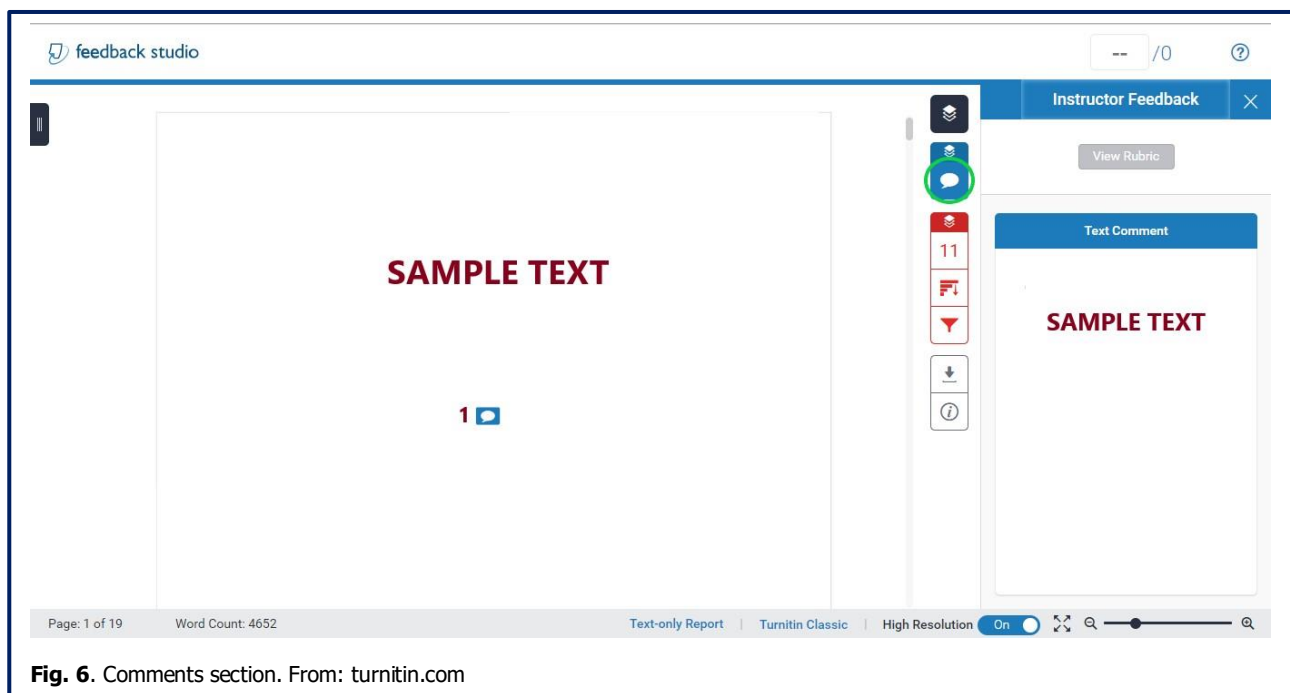 feedback studio
-- /0
Instructor Feedback
View Rubric
Text Comment
11
SAMPLE TEXT
SAMPLE TEXT
1
Page: 1 of 19 Word Count: 4652 Text-only Report | Turnitin Classic | High Resolution On
Fig. 6. Comments section. From: turnitin.com